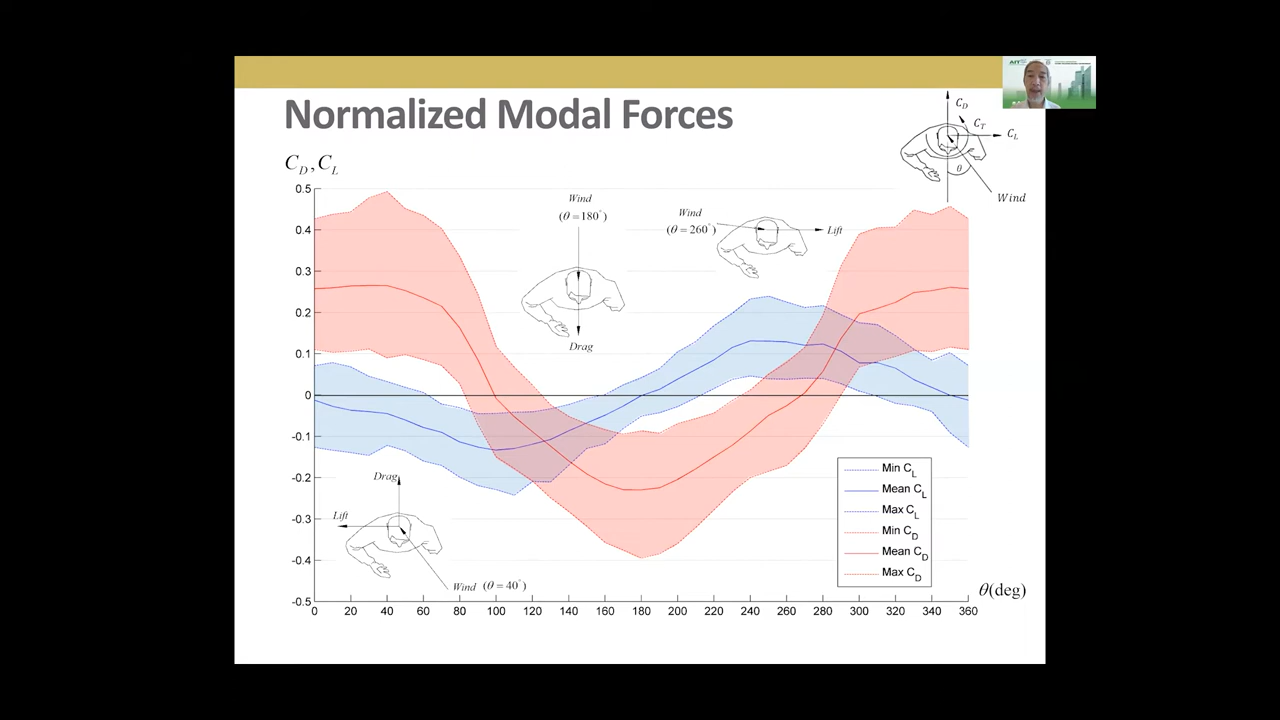 Normalized Modal Forces
AIT
C_D
C_T
C_L
θ
Wind
C_D, C_L
0.5
0.4
0.3
0.2
0.1
0
-0.1
-0.2
-0.3
-0.4
-0.5
Wind
(θ = 180°)
Drag
Wind
(θ = 260°)
Lift
Drag
Lift
Wind (θ = 40°)
Min C_L
Mean C_L
Max C_L
Min C_D
Mean C_D
Max C_D
θ(deg)
0 20 40 60 80 100 120 140 160 180 200 220 240 260 280 300 320 340 360